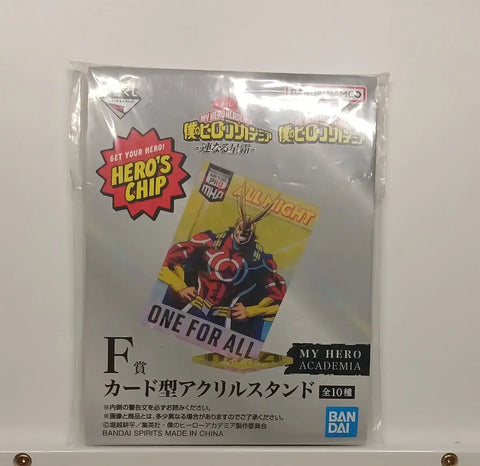 一番くじ
BANDAI NAMCO
MY HERO ACADEMIA
僕のヒーローアカデミア
-連なる星霜-
僕のヒーローアカデミア
GET YOUR HERO!
HERO'S
CHIP
ALL MIGHT
ONE FOR ALL
F賞
MY HERO
ACADEMIA
カード型アクリルスタンド 全10種
※内側の警告文を必ずお読みください。
※画像と商品とは、多少異なる場合がありますのでご了承ください。
Ⓒ堀越耕平／集英社・僕のヒーローアカデミア製作委員会
BANDAI SPIRITS MADE IN CHINA
BAN
DAI